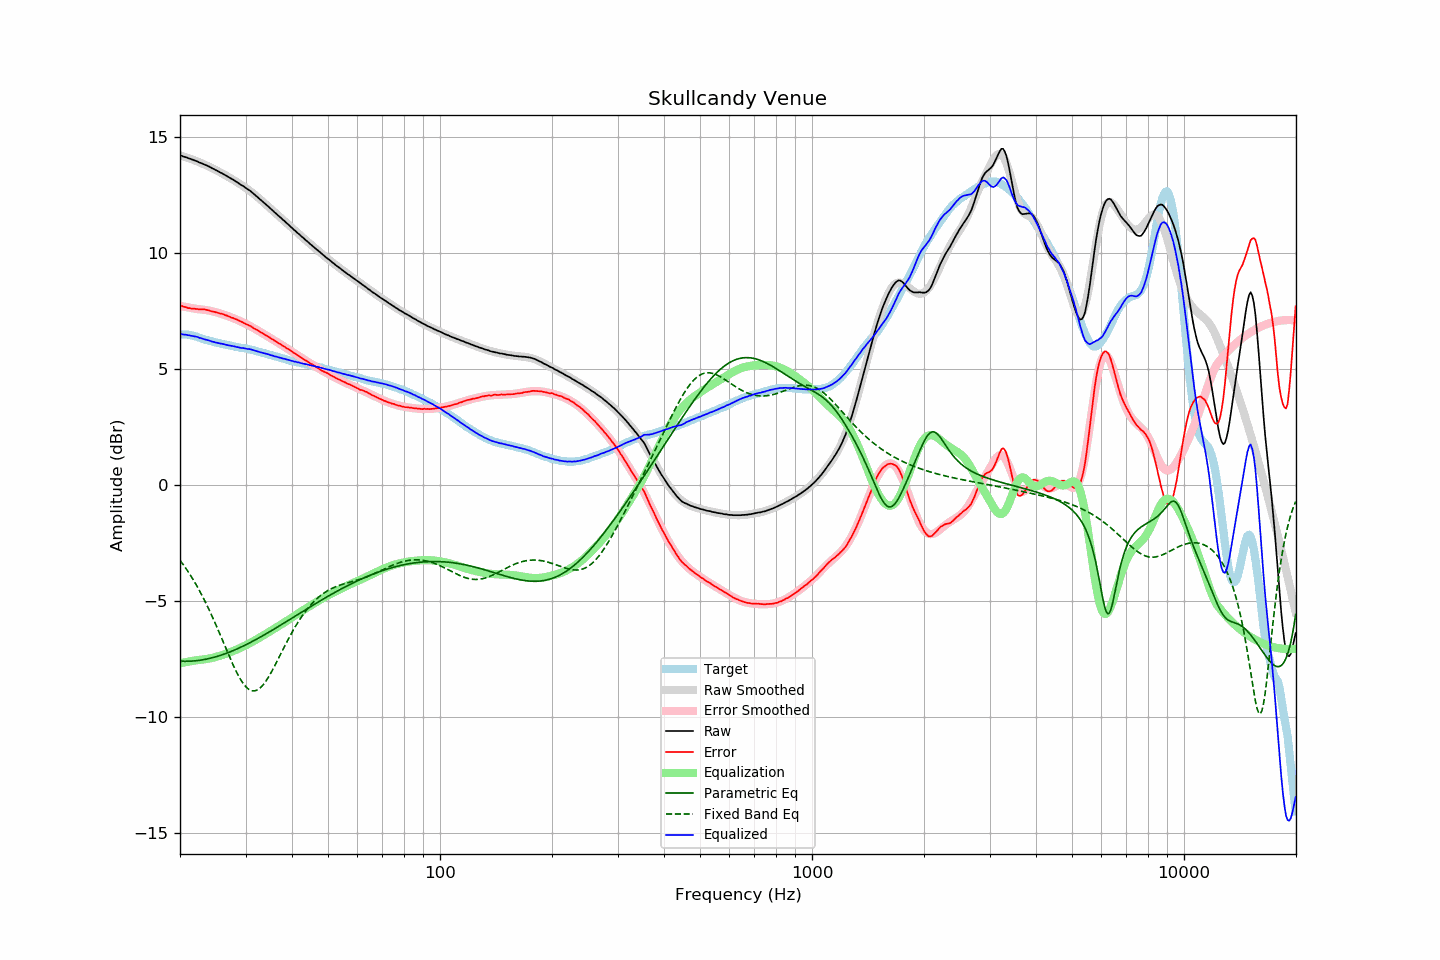 Skullcandy Venue
15
10
5
0
−5
−10
−15
Amplitude (dBr)
Target
Raw Smoothed
Error Smoothed
Raw
Error
Equalization
Parametric Eq
Fixed Band Eq
Equalized
100
1000
10000
Frequency (Hz)